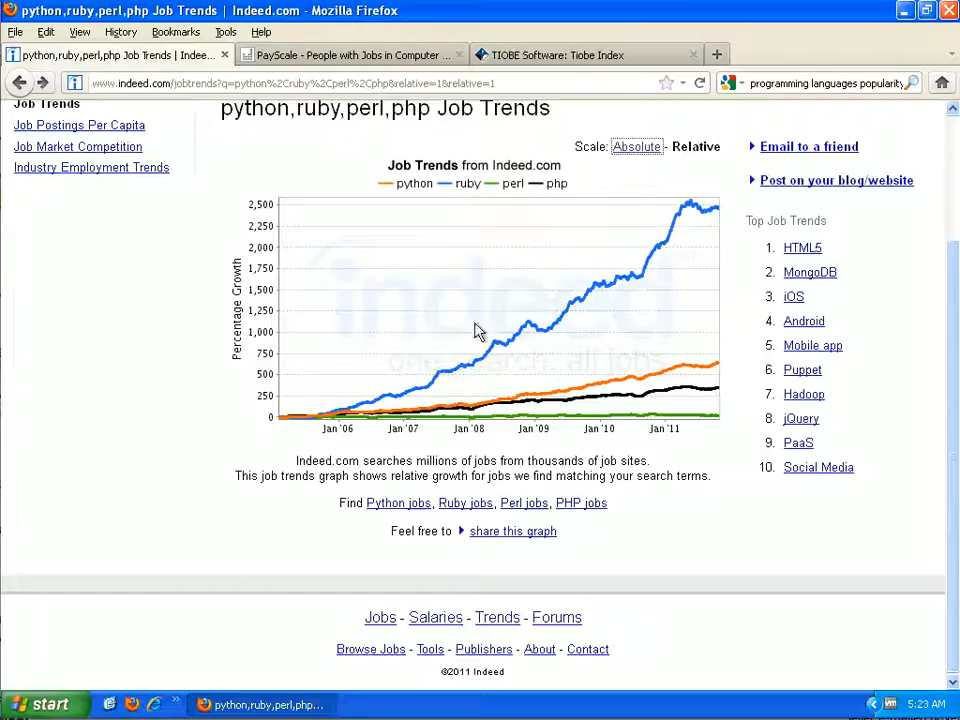 python,ruby,perl,php Job Trends | Indeed.com - Mozilla Firefox
File Edit View History Bookmarks Tools Help
python,ruby,perl,php Job Trends | Indee...
PayScale - People with Jobs in Computer ...
TIOBE Software: Tiobe Index
www.indeed.com/jobtrends?q=python%2Cruby%2Cperl%2Cphp&relative=1&relative=1
programming languages popularity
Job Trends
Job Postings Per Capita
Job Market Competition
Industry Employment Trends
python,ruby,perl,php Job Trends
Scale: Absolute - Relative
Job Trends from Indeed.com
python ruby perl php
Percentage Growth
2,500
2,250
2,000
1,750
1,500
1,250
1,000
750
500
250
0
Jan '06 Jan '07 Jan '08 Jan '09 Jan '10 Jan '11
indeed
one search. all jobs.
Indeed.com searches millions of jobs from thousands of job sites.
This job trends graph shows relative growth for jobs we find matching your search terms.
Find Python jobs, Ruby jobs, Perl jobs, PHP jobs
Feel free to share this graph
Email to a friend
Post on your blog/website
Top Job Trends
1. HTML5
2. MongoDB
3. iOS
4. Android
5. Mobile app
6. Puppet
7. Hadoop
8. jQuery
9. PaaS
10. Social Media
Jobs - Salaries - Trends - Forums
Browse Jobs - Tools - Publishers - About - Contact
©2011 Indeed
start
python,ruby,perl,php...
5:23 AM